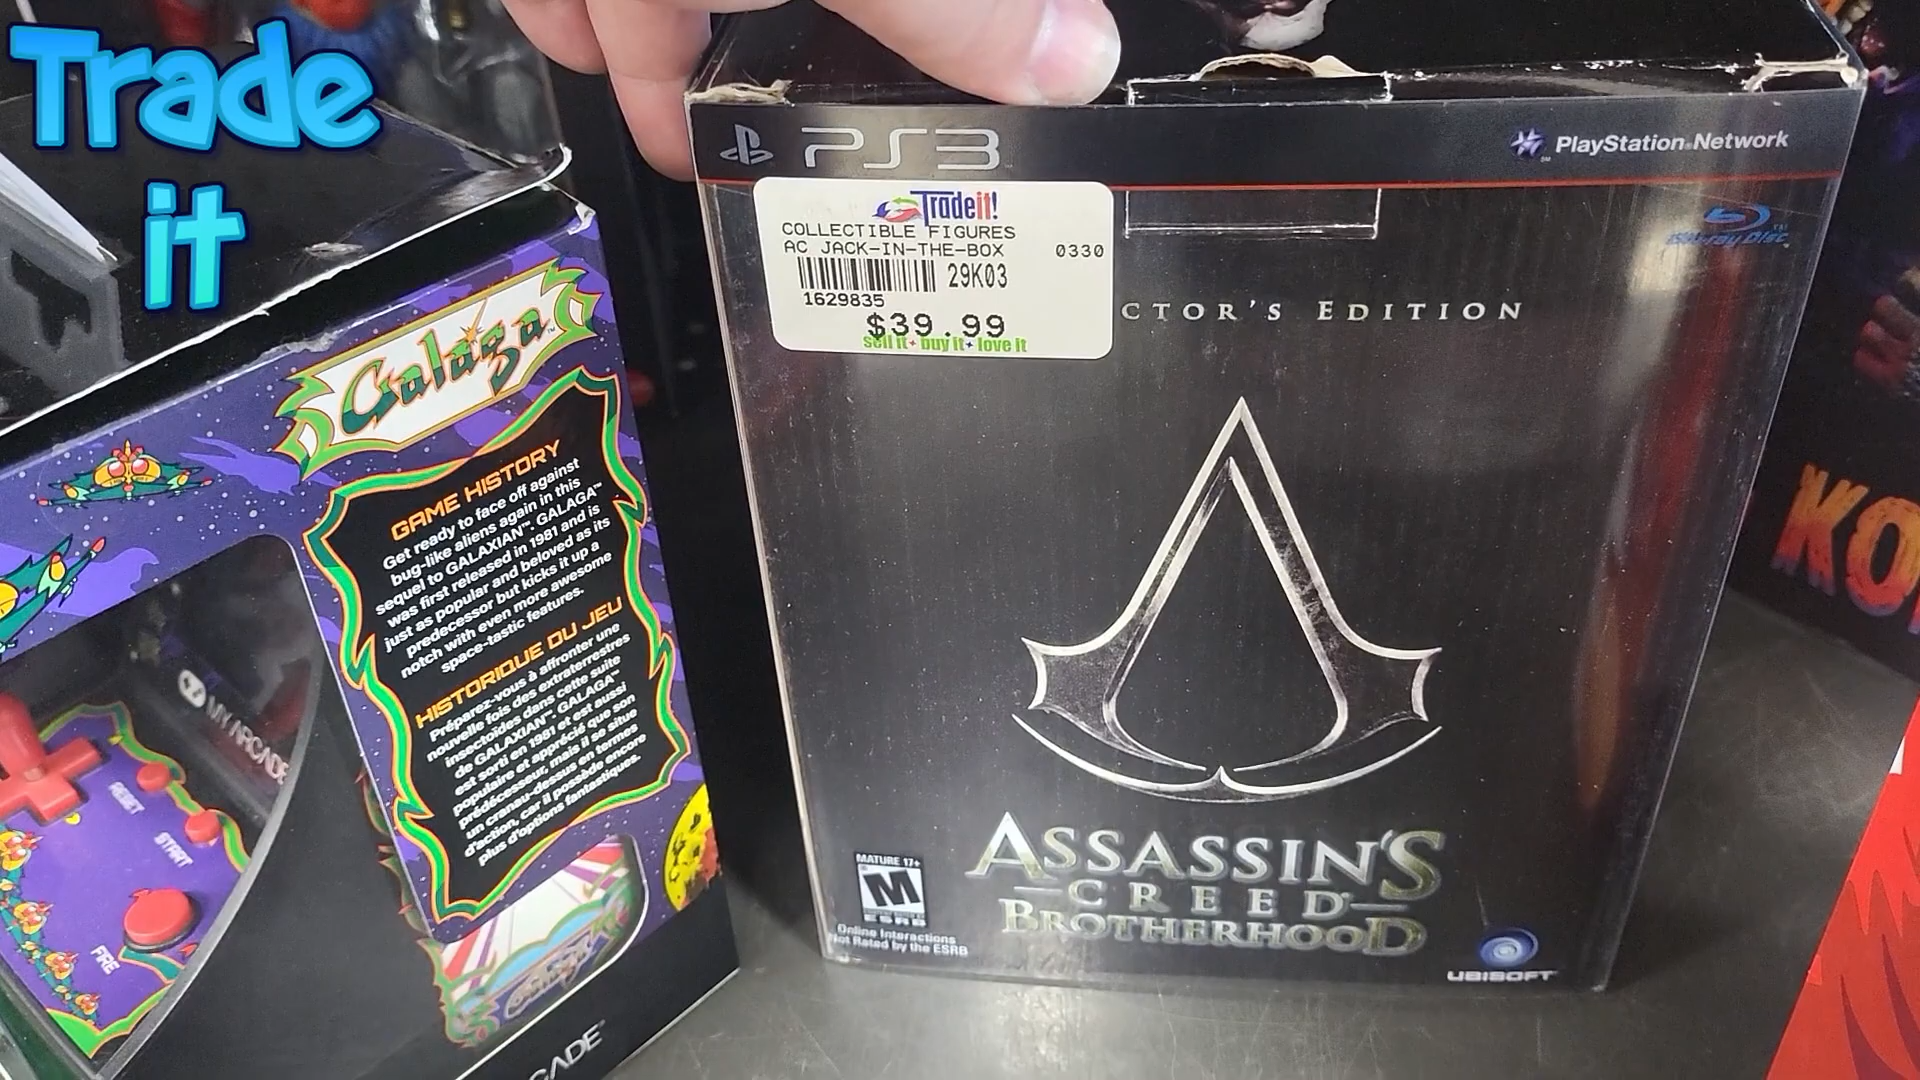 Trade
it
PS3
PlayStation®Network
SM
Tradeit!
COLLECTIBLE FIGURES
AC JACK-IN-THE-BOX 0330
29K03
1629835
$39.99
sell it + buy it + love it
Blu-ray Disc
CTOR'S EDITION
ASSASSIN'S
CREED
BROTHERHOOD
MATURE 17+
M
ESRB
Online Interactions
Not Rated by the ESRB
UBISOFT
Galaga
GAME HISTORY
Get ready to face off against
bug-like aliens again in this
sequel to GALAXIAN™. GALAGA™
was first released in 1981 and is
just as popular and beloved as its
predecessor but kicks it up a
notch with even more awesome
space-tastic features.
HISTORIQUE DU JEU
Préparez-vous à affronter une
nouvelle fois des extraterrestres
insectoïdes dans cette suite
de GALAXIAN™. GALAGA™
est sorti en 1981 et est aussi
populaire et apprécié que son
prédécesseur, mais il se situe
un crenau-dessus en termes
d'action, car il possède encore
plus d'options fantastiques.
MY ARCADE
RESET
START
FIRE
Galaga
CADE
KO